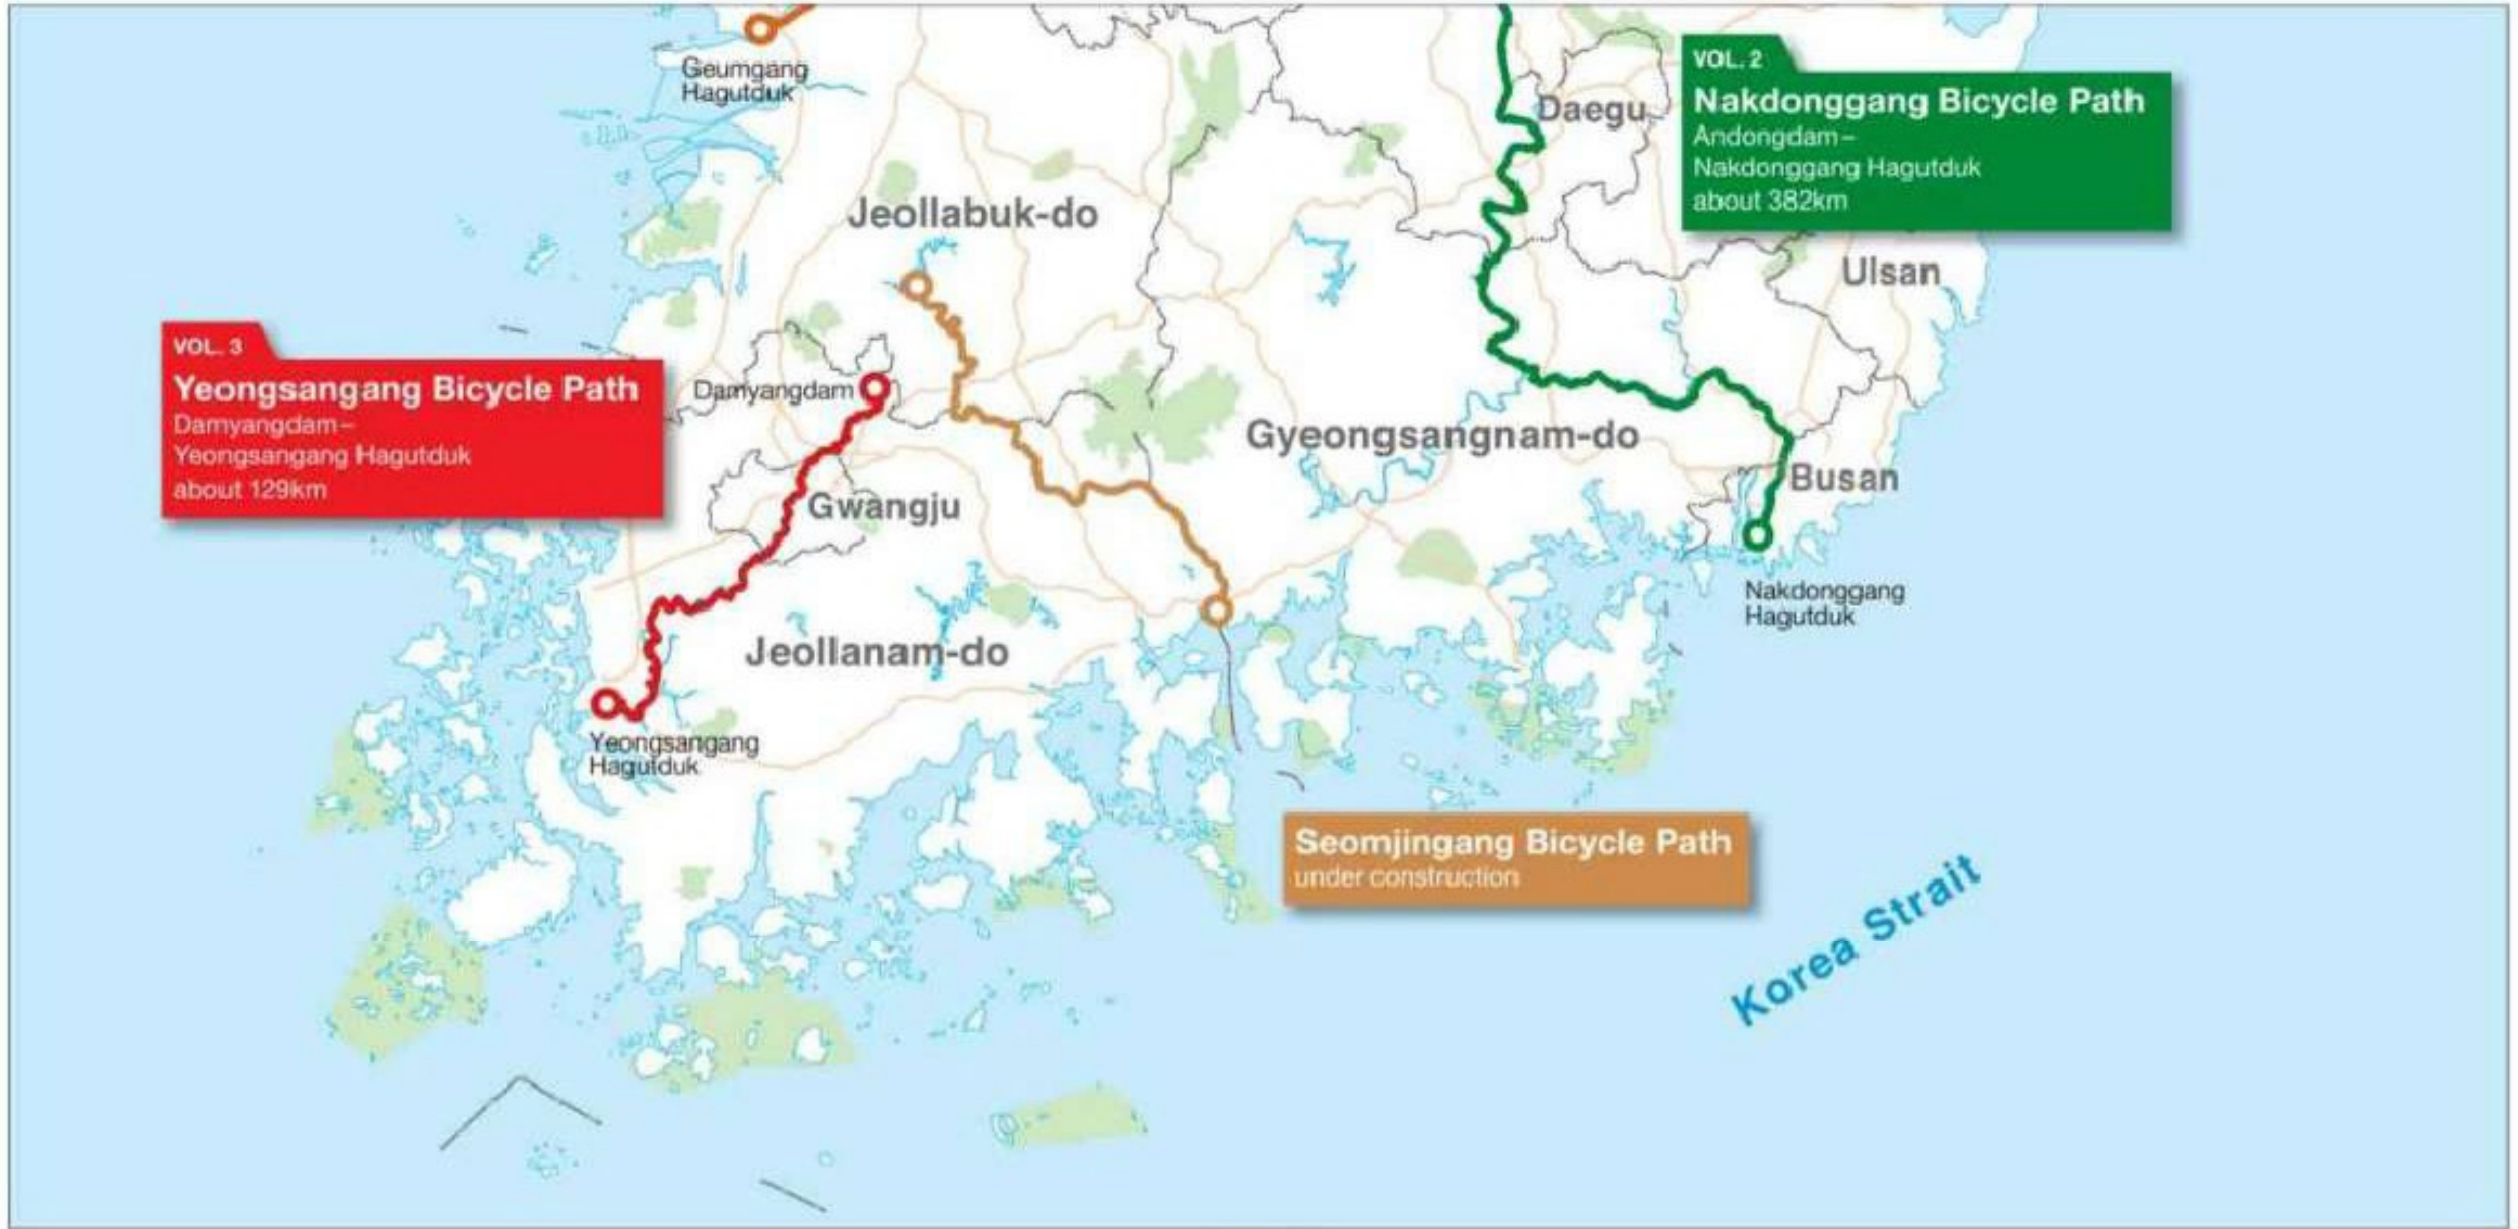 Geumgang
Hagutduk
VOL. 2
Nakdonggang Bicycle Path
Andongdam–
Nakdonggang Hagutduk
about 382km
Daegu
Jeollabuk-do
Ulsan
VOL. 3
Yeongsangang Bicycle Path
Damyangdam–
Yeongsangang Hagutduk
about 129km
Damyangdam
Gyeongsangnam-do
Busan
Gwangju
Nakdonggang
Hagutduk
Jeollanam-do
Yeongsangang
Hagutduk
Seomjingang Bicycle Path
under construction
Korea Strait